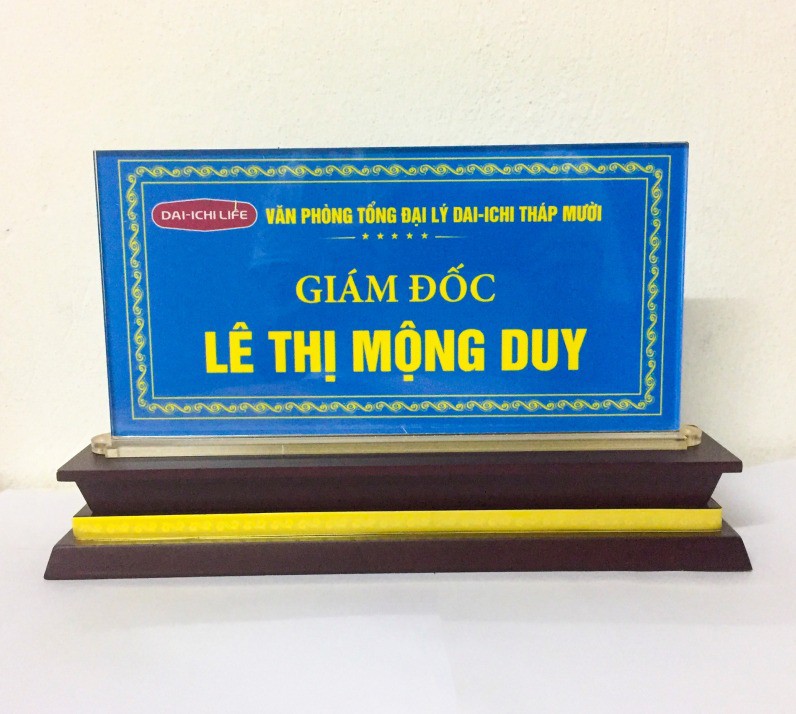 DAI-ICHI LIFE VĂN PHÒNG TỔNG ĐẠI LÝ DAI-ICHI THÁP MƯỜI
GIÁM ĐỐC
LÊ THỊ MỘNG DUY